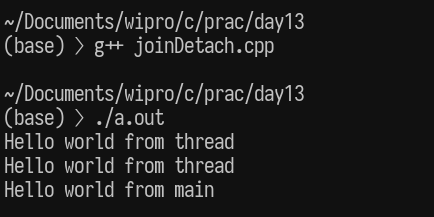 ~/Documents/wipro/c/prac/day13
(base) > g++ joinDetach.cpp
~/Documents/wipro/c/prac/day13
(base) > ./a.out
Hello world from thread
Hello world from thread
Hello world from main